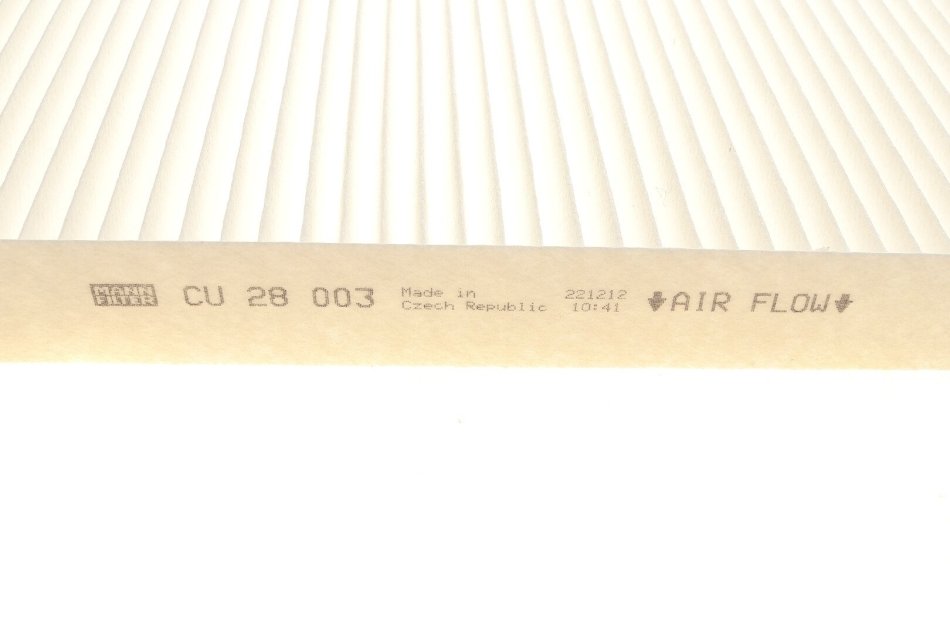 MANN
FILTER
CU 28 003
Made in
Czech Republic
221212
10:41
AIR FLOW